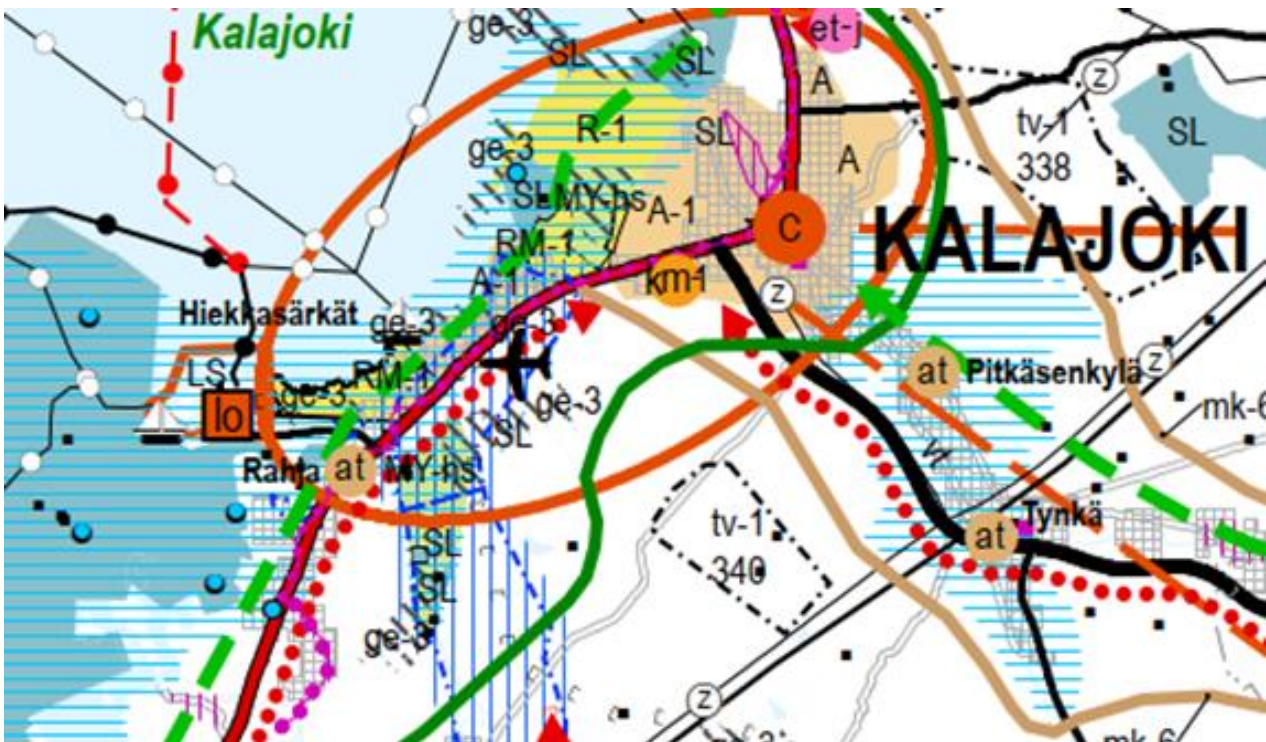 Kalajoki
ge-3
et-j
SL
SL
A
z
R-1
SL
tv-1
338
SL
ge-3
A
SL
MY-hs
A-1
C
KALAJOKI
RM-1
A-1
km-1
z
Hiekkasärkät
ge-3
ge-3
z
LS
RM-1
at
Pitkäsenkylä
ge-3
ge-3
mk-6
lo
SL
Rahja
at
MY-hs
tv-1
340
Tynkä
at
SL
SL
ge-3
z
mk-6